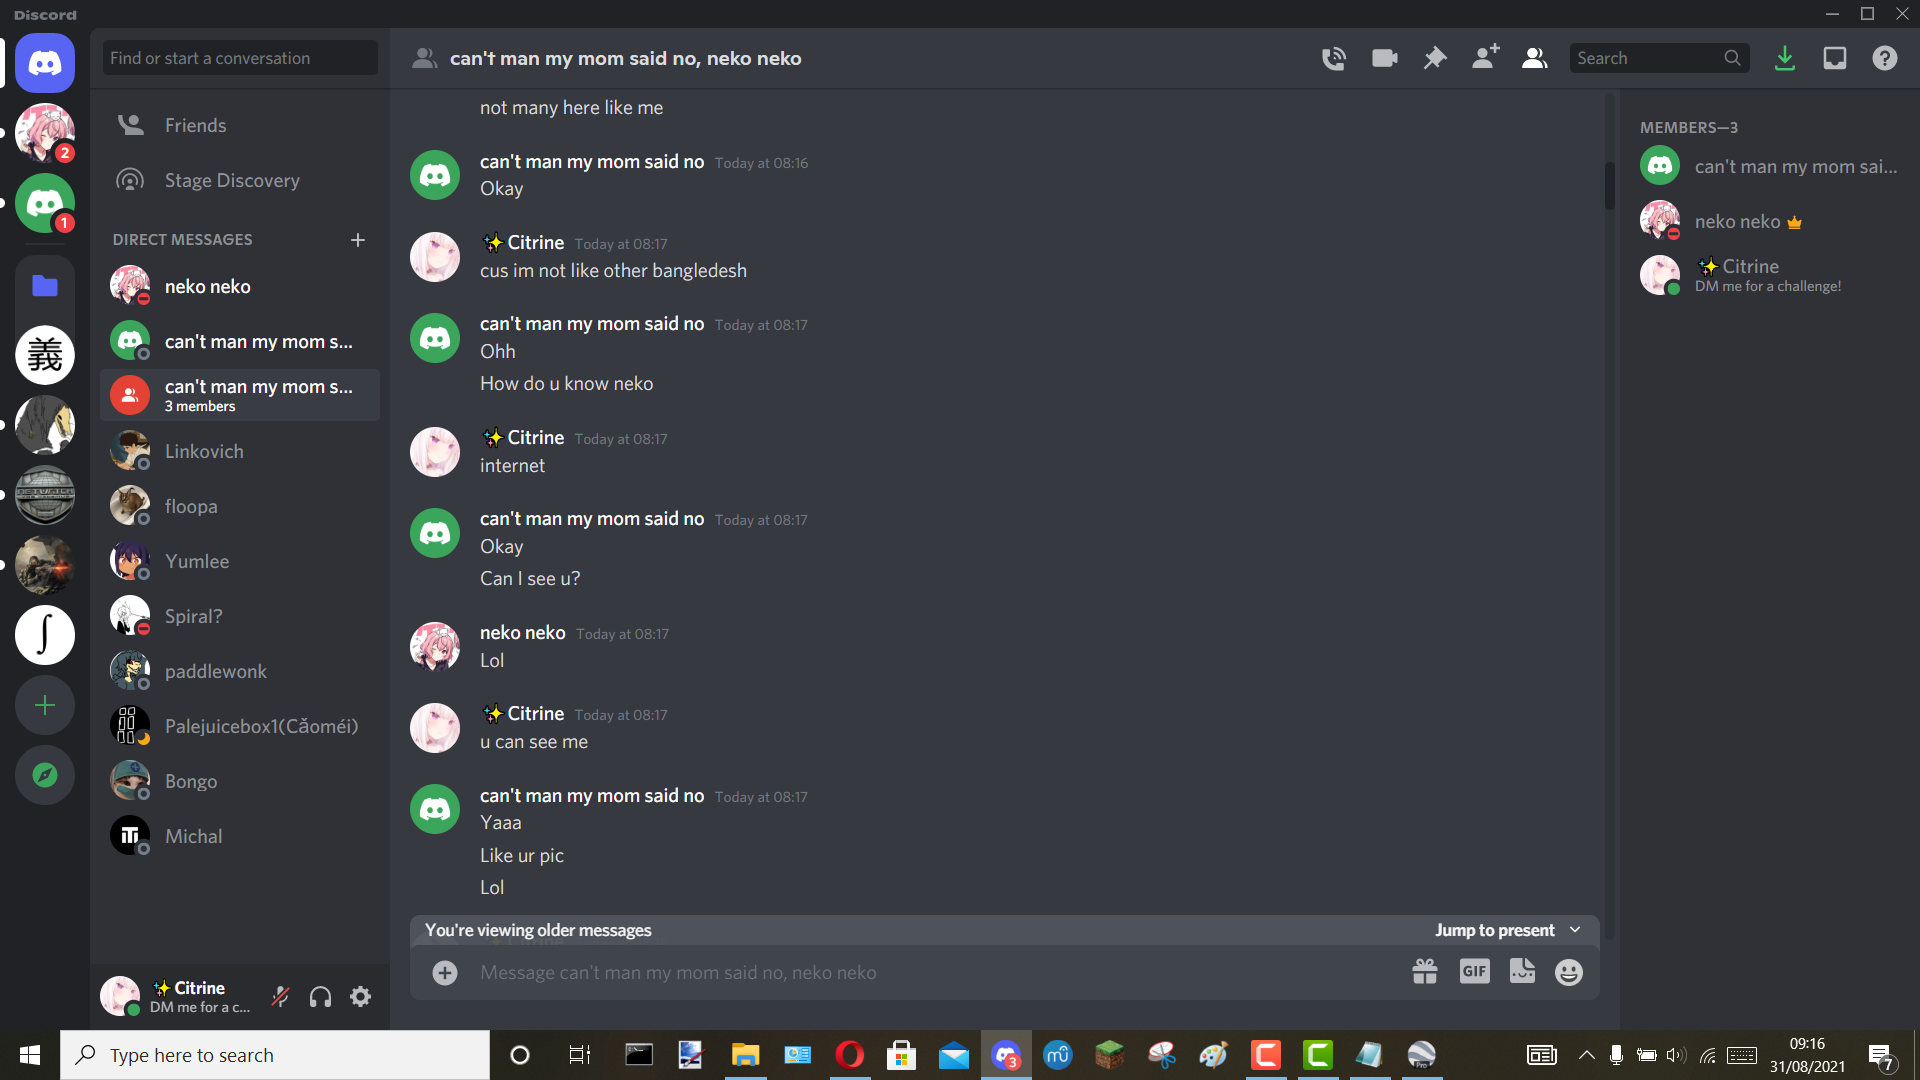 Discord
Find or start a conversation
can't man my mom said no, neko neko
Search
2
1
義
∫
Friends
Stage Discovery
DIRECT MESSAGES
neko neko
can't man my mom s...
can't man my mom s...
3 members
Linkovich
floopa
Yumlee
Spiral?
paddlewonk
Palejuicebox1(Cǎoméi)
Bongo
Michal
✨Citrine
DM me for a c...
not many here like me
can't man my mom said no Today at 08:16
Okay
✨Citrine Today at 08:17
cus im not like other bangledesh
can't man my mom said no Today at 08:17
Ohh
How do u know neko
✨Citrine Today at 08:17
internet
can't man my mom said no Today at 08:17
Okay
Can I see u?
neko neko Today at 08:17
Lol
✨Citrine Today at 08:17
u can see me
can't man my mom said no Today at 08:17
Yaaa
Like ur pic
Lol
You're viewing older messages
Jump to present
Message can't man my mom said no, neko neko
GIF
MEMBERS—3
can't man my mom sai...
neko neko
✨Citrine
DM me for a challenge!
Type here to search
3
Pro
09:16
31/08/2021
7